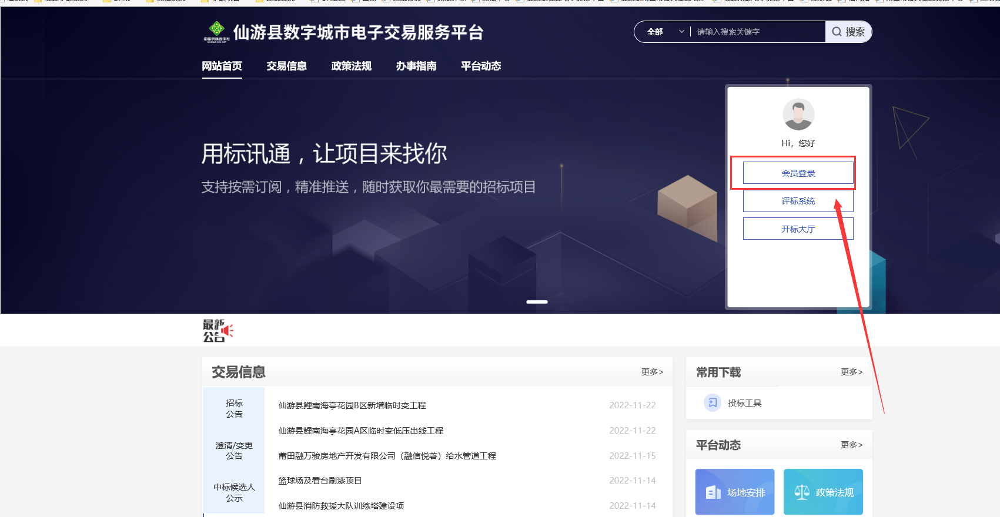 中国供销合作社
CHINA CO-OP
仙游县数字城市电子交易服务平台
全部
请输入搜索关键字
搜索
网站首页
交易信息
政策法规
办事指南
平台动态
用标讯通，让项目来找你
支持按需订阅，精准推送，随时获取你最需要的招标项目
Hi，您好
会员登录
评标系统
开标大厅
最新
公告
交易信息
更多>
招标
公告
澄清/变更
公告
中标候选人
公示
仙游县鲤南海亭花园B区新增临时变工程
2022-11-22
仙游县鲤南海亭花园A区临时变低压出线工程
2022-11-22
莆田融万骏房地产开发有限公司（融信悦著）给水管道工程
2022-11-15
篮球场及看台刷漆项目
2022-11-14
仙游县消防救援大队训练塔建设项
2022-11-14
常用下载
更多>
投标工具
平台动态
更多>
场地安排
政策法规